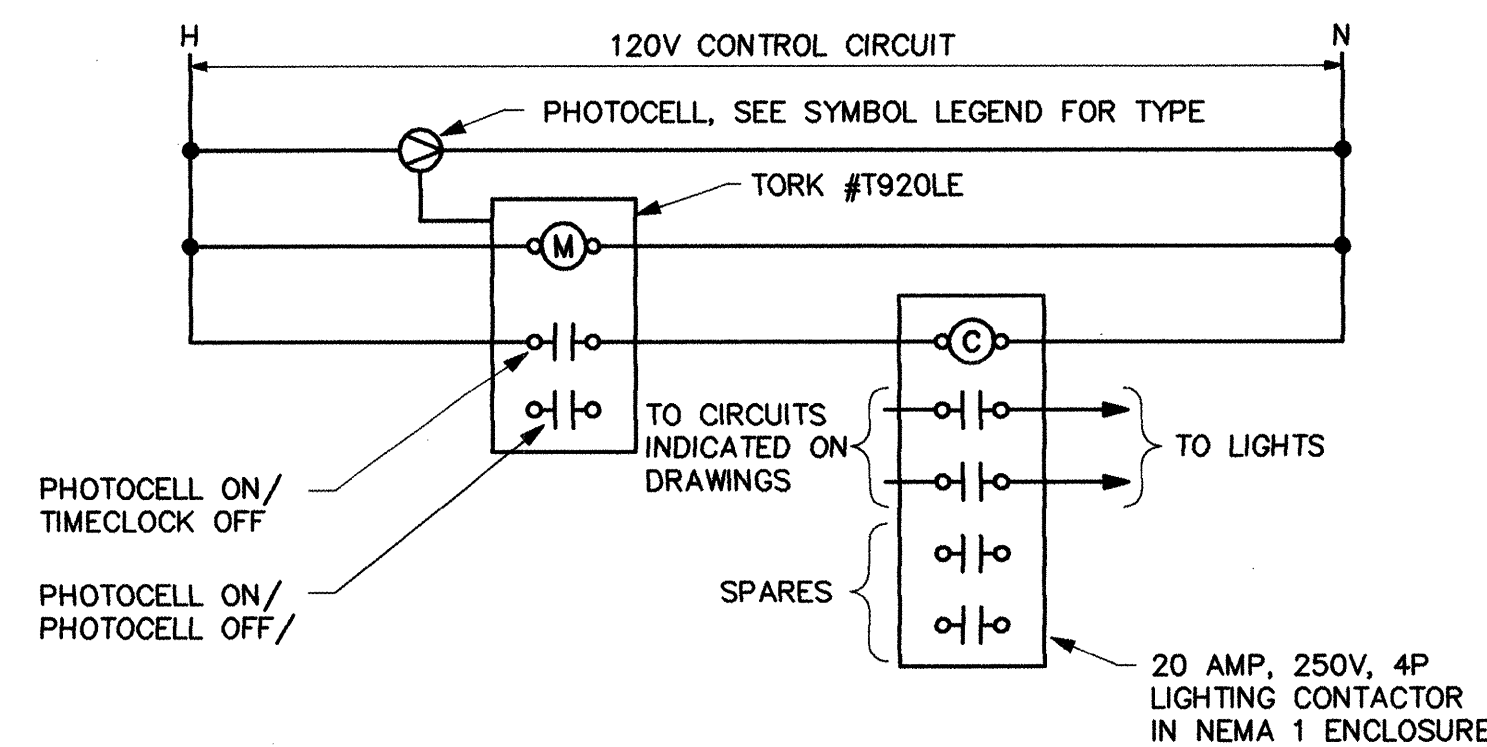 H
N
120V CONTROL CIRCUIT
PHOTOCELL, SEE SYMBOL LEGEND FOR TYPE
TORK #T920LE
M
C
TO CIRCUITS
INDICATED ON
DRAWINGS
TO LIGHTS
PHOTOCELL ON/
TIMECLOCK OFF
PHOTOCELL ON/
PHOTOCELL OFF/
SPARES
20 AMP, 250V, 4P
LIGHTING CONTACTOR
IN NEMA 1 ENCLOSURE